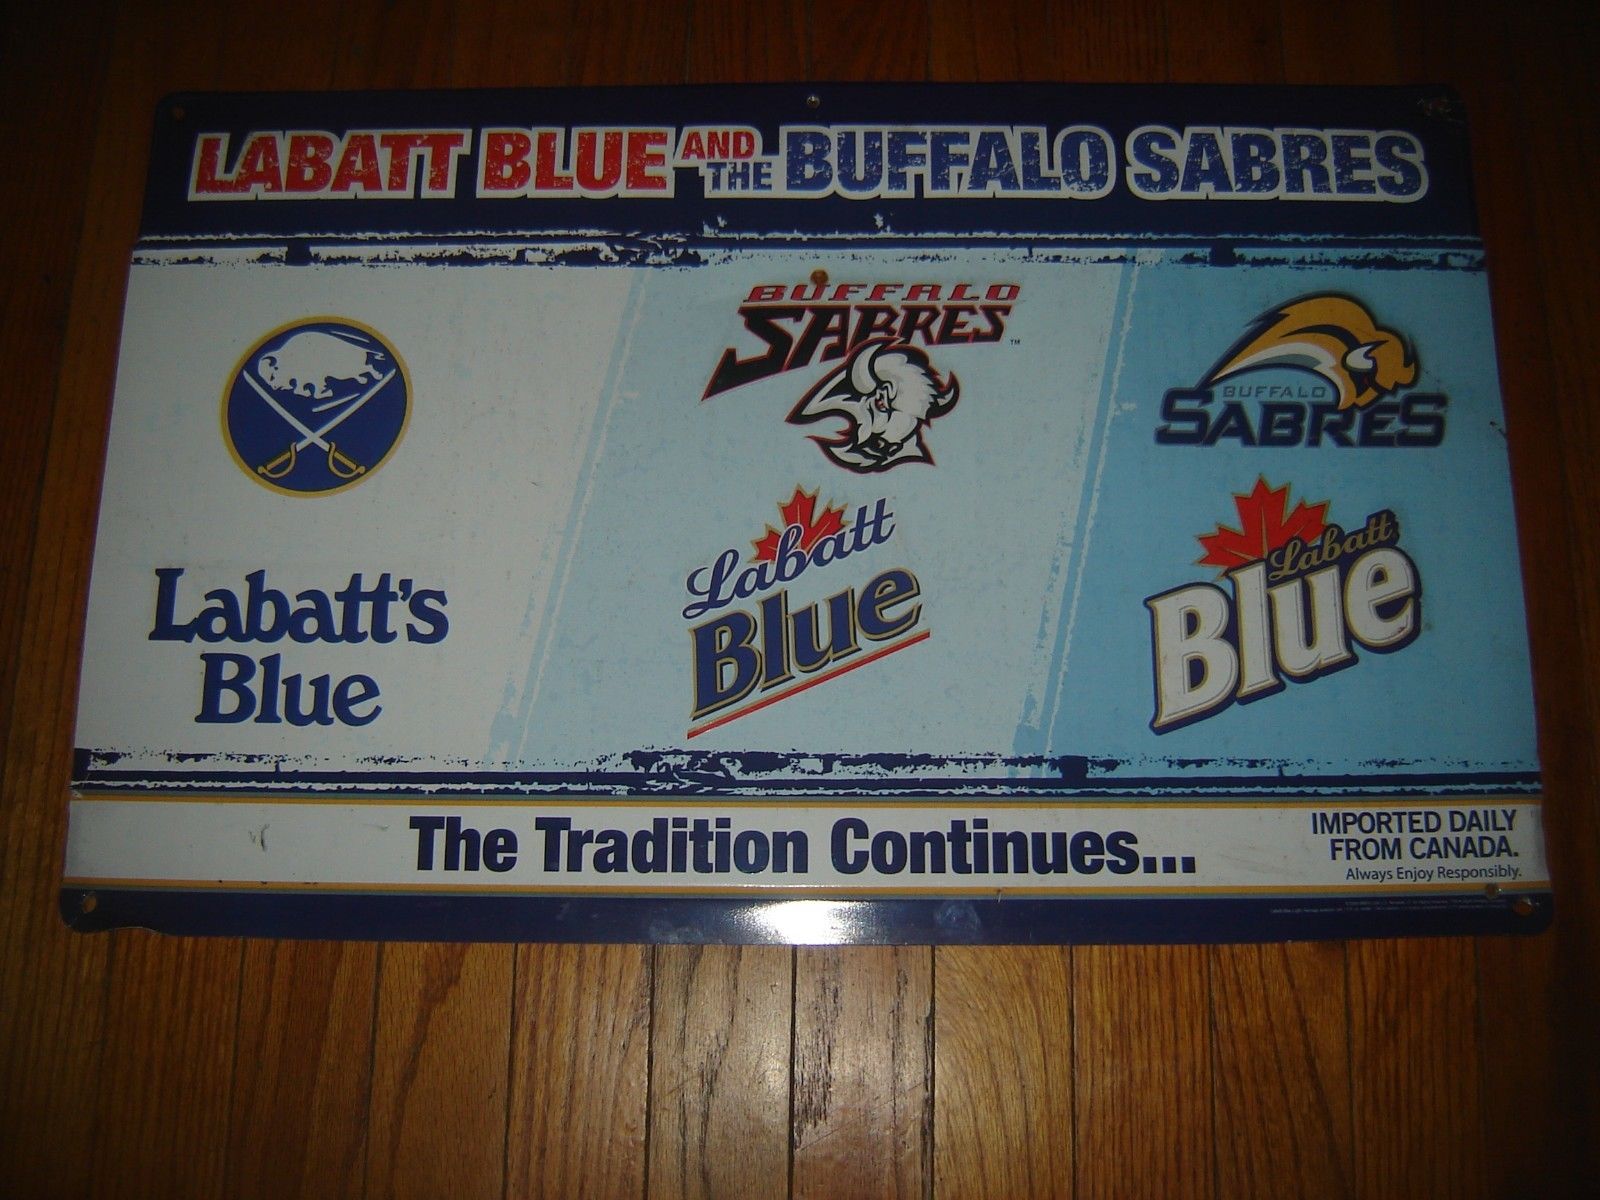 LABATT BLUE AND THE BUFFALO SABRES
BUFFALO
SABRES
TM
BUFFALO
SABRES
Labatt's
Blue
Labatt
Blue
Labatt
Blue
The Tradition Continues...
IMPORTED DAILY
FROM CANADA.
Always Enjoy Responsibly.